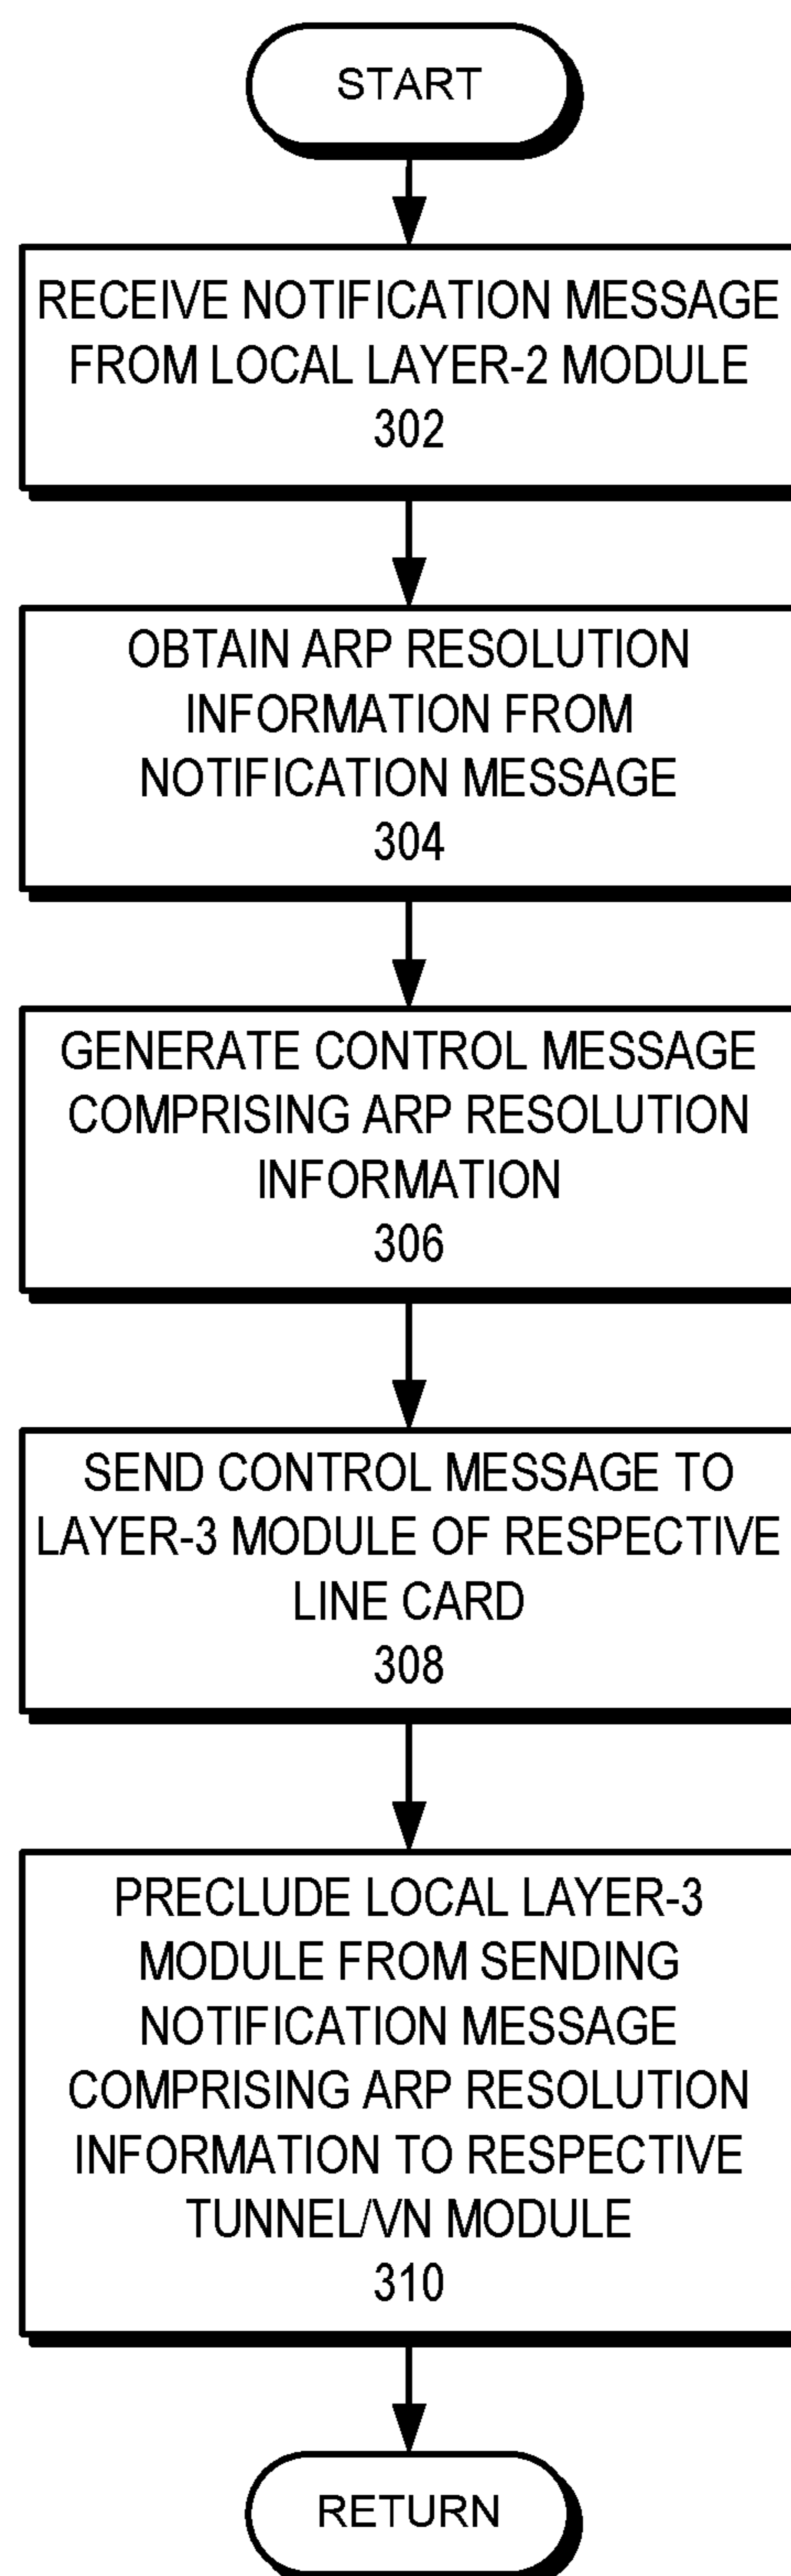 START
RECEIVE NOTIFICATION MESSAGE
FROM LOCAL LAYER-2 MODULE
302
OBTAIN ARP RESOLUTION
INFORMATION FROM
NOTIFICATION MESSAGE
304
GENERATE CONTROL MESSAGE
COMPRISING ARP RESOLUTION
INFORMATION
306
SEND CONTROL MESSAGE TO
LAYER-3 MODULE OF RESPECTIVE
LINE CARD
308
PRECLUDE LOCAL LAYER-3
MODULE FROM SENDING
NOTIFICATION MESSAGE
COMPRISING ARP RESOLUTION
INFORMATION TO RESPECTIVE
TUNNEL/VN MODULE
310
RETURN